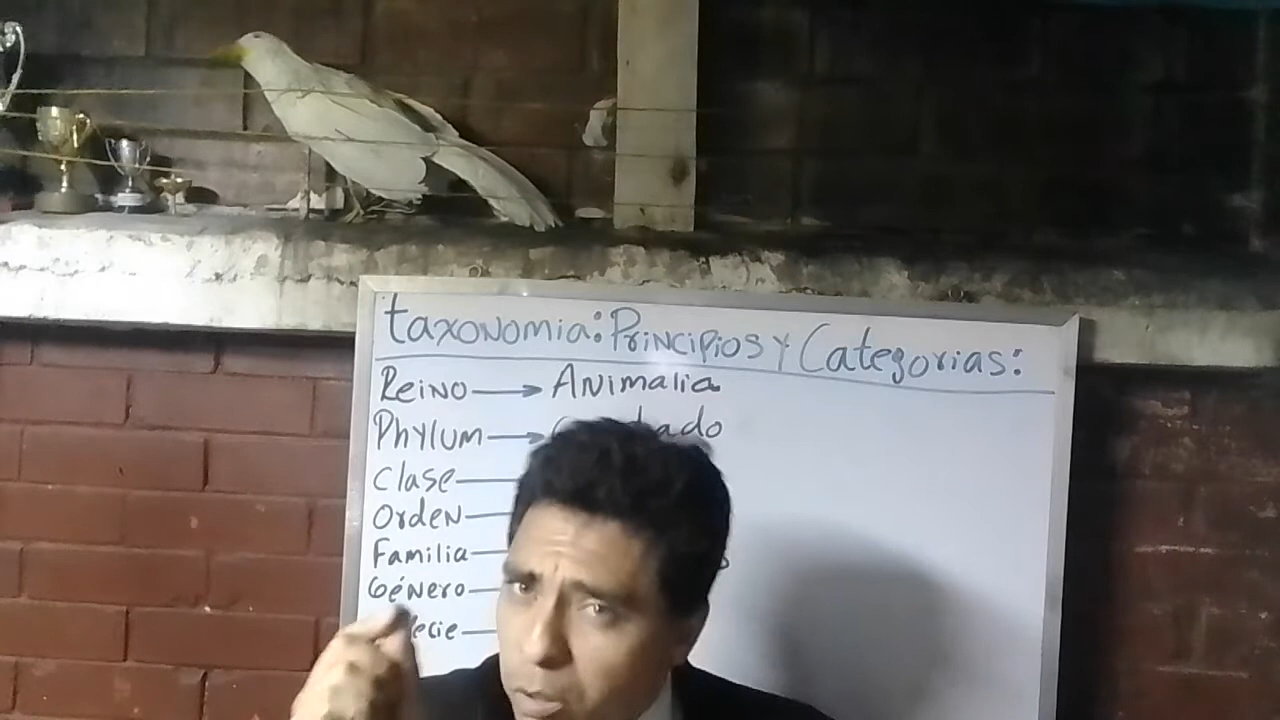 taxonomia: Principios y Categorias:
Reino → Animalia
Phylum →
Clase
Orden
Familia
Género